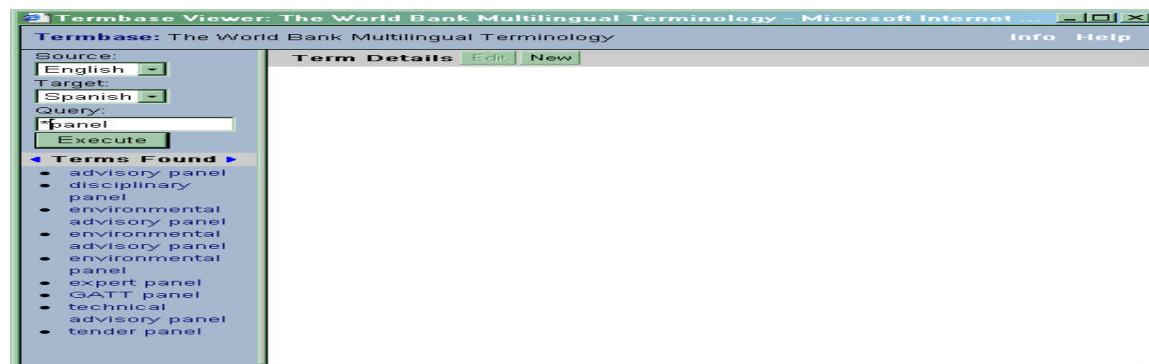 Termbase Viewer: The World Bank Multilingual Terminology - Microsoft Internet ...
Termbase: The World Bank Multilingual Terminology
Info Help
Source:
English
Target:
Spanish
Query:
*panel
Execute
Terms Found
advisory panel
disciplinary
panel
environmental
advisory panel
environmental
advisory panel
environmental
panel
expert panel
GATT panel
technical
advisory panel
tender panel
Term Details Edit New